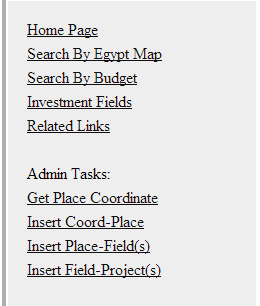 Home Page
Search By Egypt Map
Search By Budget
Investment Fields
Related Links
Admin Tasks:
Get Place Coordinate
Insert Coord-Place
Insert Place-Field(s)
Insert Field-Project(s)